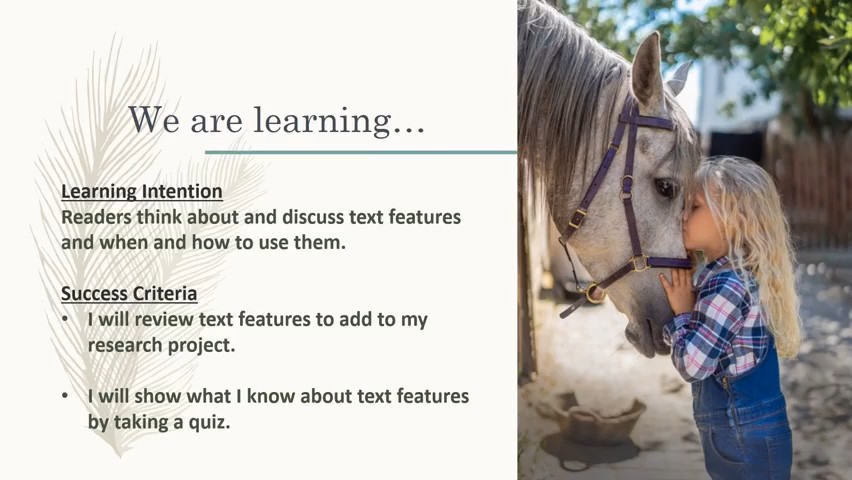 We are learning…
Learning Intention
Readers think about and discuss text features
and when and how to use them.
Success Criteria
• I will review text features to add to my
research project.
• I will show what I know about text features
by taking a quiz.